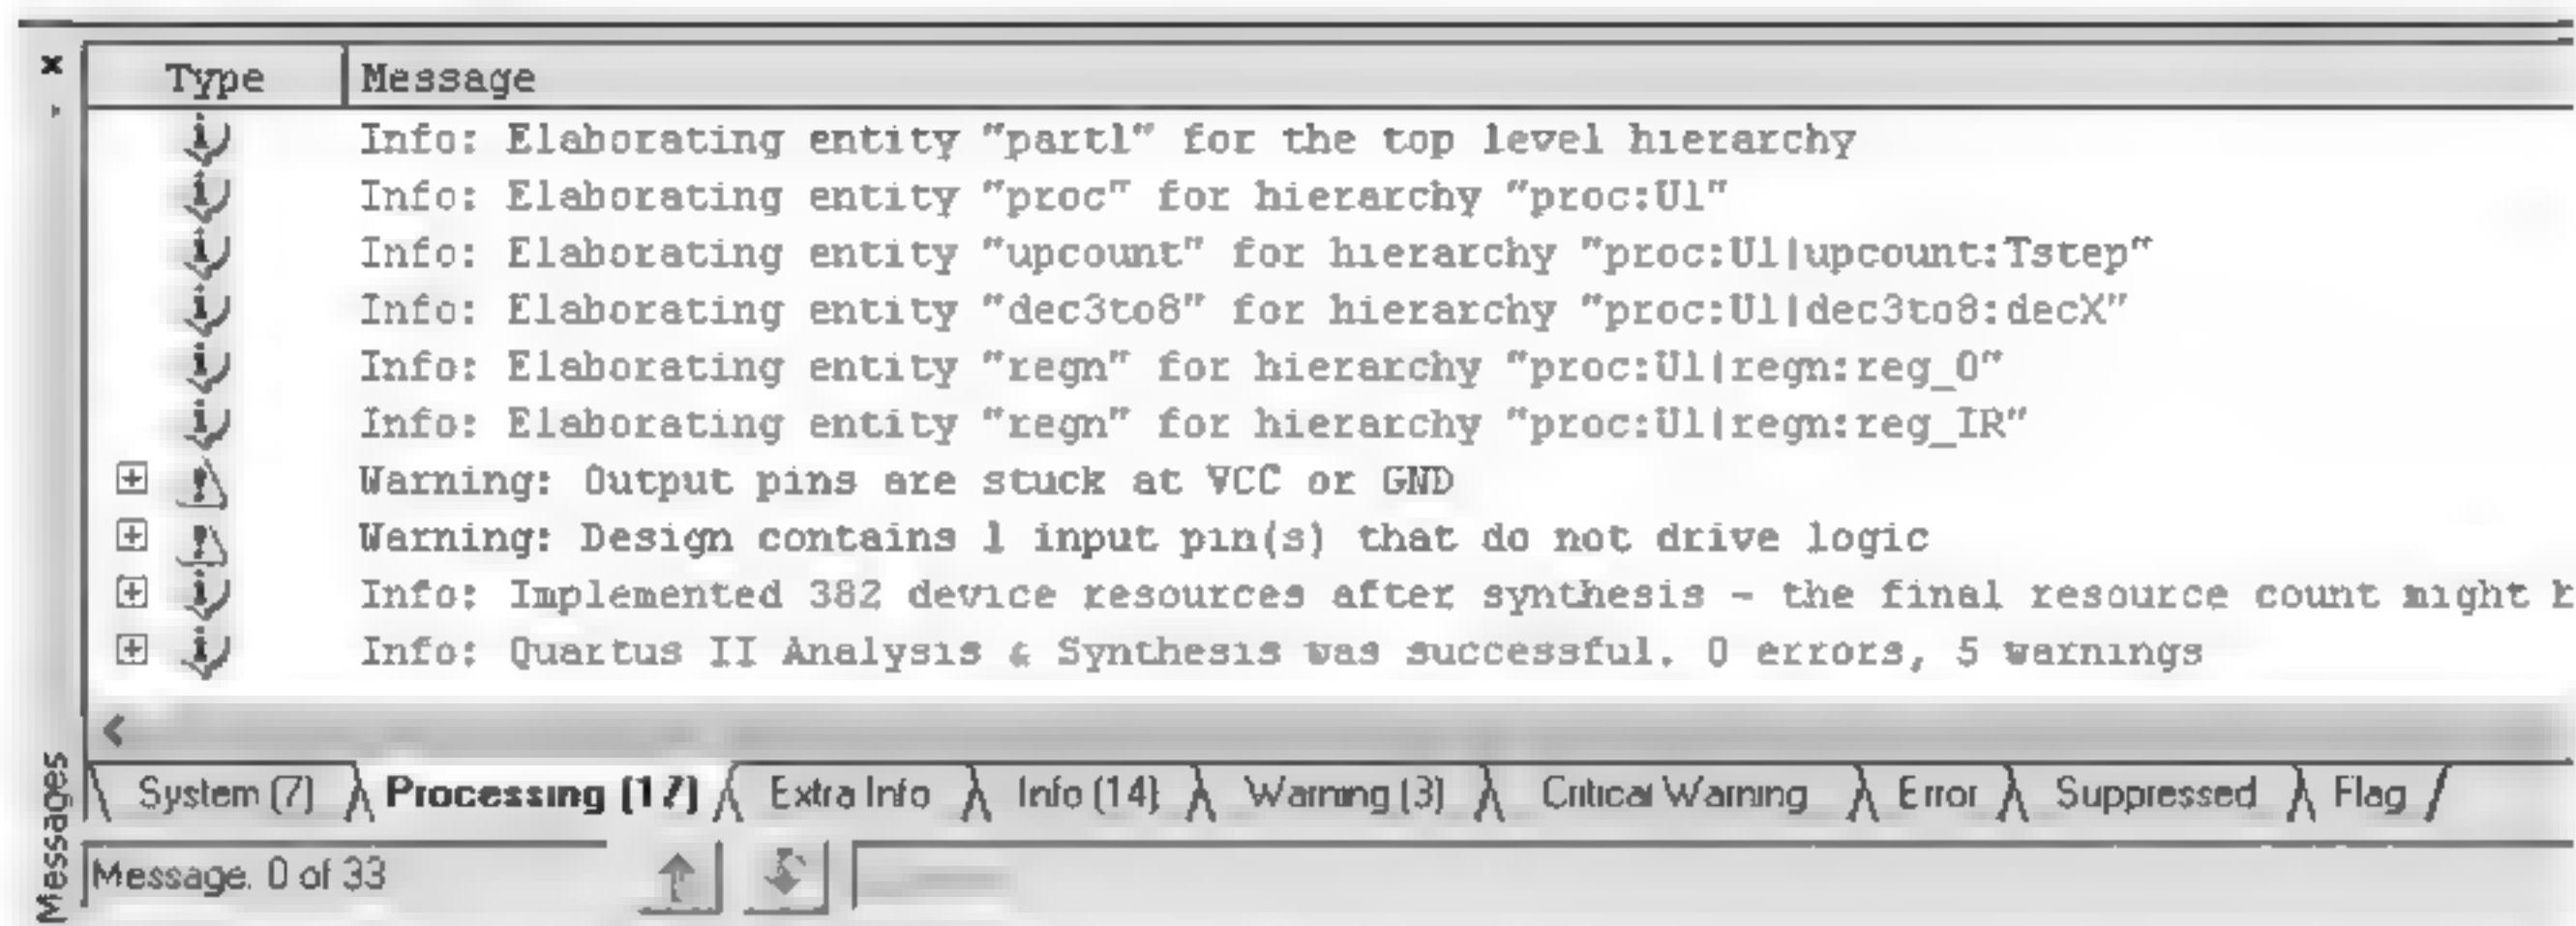 Type Message
Info: Elaborating entity "part1" for the top level hierarchy
Info: Elaborating entity "proc" for hierarchy "proc:U1"
Info: Elaborating entity "upcount" for hierarchy "proc:U1|upcount:Tstep"
Info: Elaborating entity "dec3to8" for hierarchy "proc:U1|dec3to8:decX"
Info: Elaborating entity "regn" for hierarchy "proc:U1|regn:reg_0"
Info: Elaborating entity "regn" for hierarchy "proc:U1|regn:reg_IR"
Warning: Output pins are stuck at VCC or GND
Warning: Design contains 1 input pin(s) that do not drive logic
Info: Implemented 382 device resources after synthesis - the final resource count might
Info: Quartus II Analysis & Synthesis was successful. 0 errors, 5 warnings
System (7) Processing (17) Extra Info Info (14) Warning (3) Critical Warning Error Suppressed Flag
Message. 0 of 33
Messages